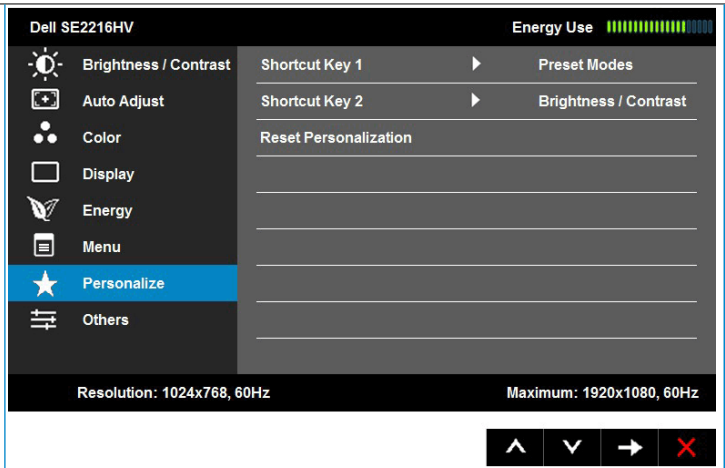 Dell SE2216HV Energy Use
Brightness / Contrast Shortcut Key 1 Preset Modes
Auto Adjust Shortcut Key 2 Brightness / Contrast
Color Reset Personalization
Display
Energy
Menu
Personalize
Others
Resolution: 1024x768, 60Hz Maximum: 1920x1080, 60Hz